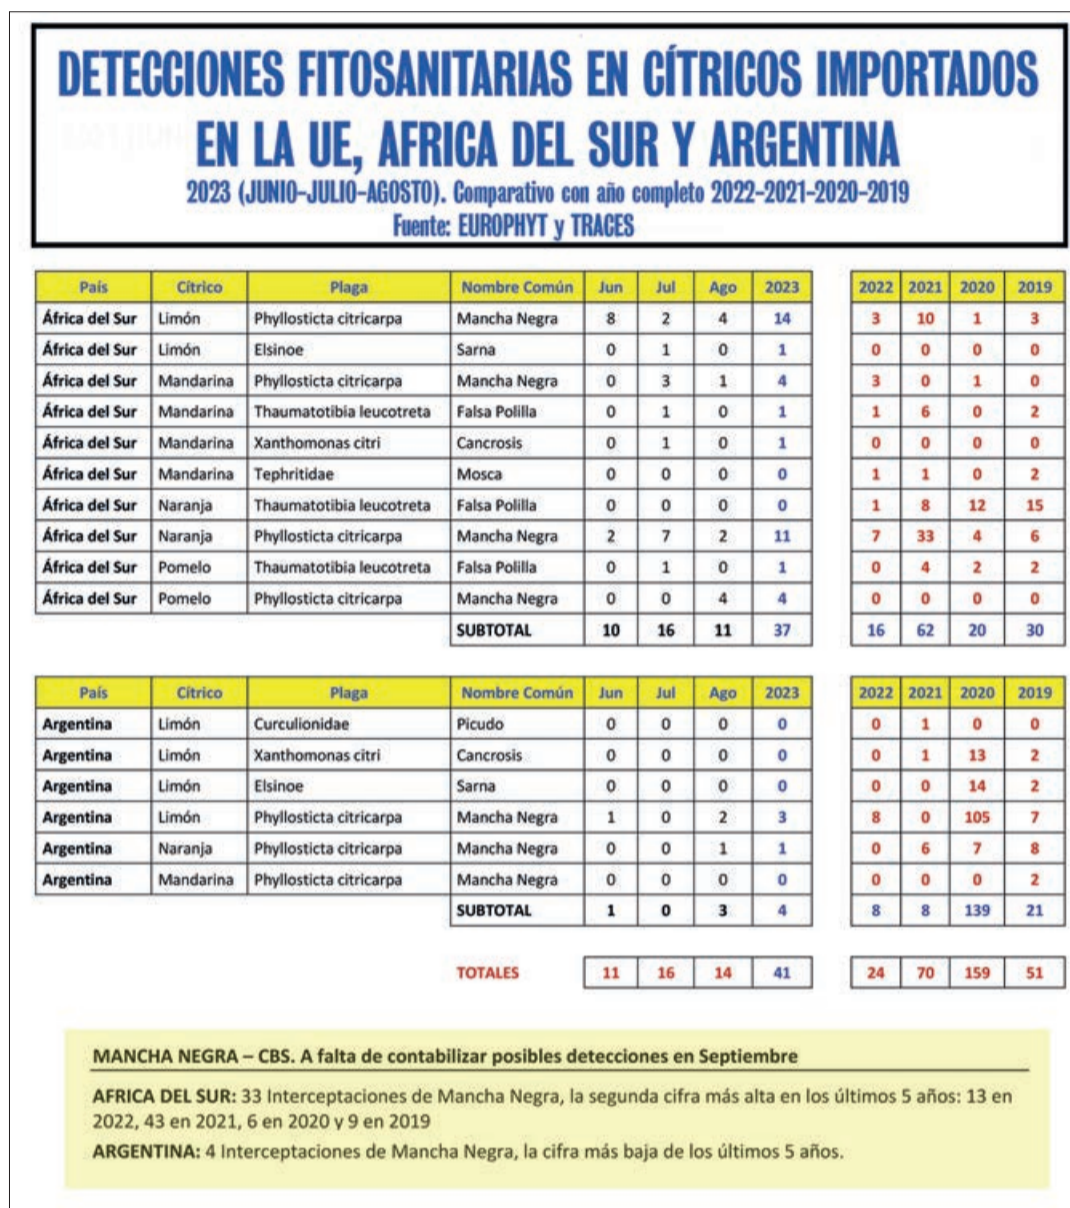 DETECCIONES FITOSANITARIAS EN CÍTRICOS IMPORTADOS
EN LA UE, AFRICA DEL SUR Y ARGENTINA
2023 (JUNIO-JULIO-AGOSTO). Comparativo con año completo 2022-2021-2020-2019
Fuente: EUROPHYT y TRACES
País Cítrico Plaga Nombre Común Jun Jul Ago 2023 2022 2021 2020 2019
África del Sur Limón Phyllosticta citricarpa Mancha Negra 8 2 4 14 3 10 1 3
África del Sur Limón Elsinoe Sarna 0 1 0 1 0 0 0 0
África del Sur Mandarina Phyllosticta citricarpa Mancha Negra 0 3 1 4 3 0 1 0
África del Sur Mandarina Thaumatotibia leucotreta Falsa Polilla 0 1 0 1 1 6 0 2
África del Sur Mandarina Xanthomonas citri Cancrosis 0 1 0 1 0 0 0 0
África del Sur Mandarina Tephritidae Mosca 0 0 0 0 1 1 0 2
África del Sur Naranja Thaumatotibia leucotreta Falsa Polilla 0 0 0 0 1 8 12 15
África del Sur Naranja Phyllosticta citricarpa Mancha Negra 2 7 2 11 7 33 4 6
África del Sur Pomelo Thaumatotibia leucotreta Falsa Polilla 0 1 0 1 0 4 2 2
África del Sur Pomelo Phyllosticta citricarpa Mancha Negra 0 0 4 4 0 0 0 0
SUBTOTAL 10 16 11 37 16 62 20 30
País Cítrico Plaga Nombre Común Jun Jul Ago 2023 2022 2021 2020 2019
Argentina Limón Curculionidae Picudo 0 0 0 0 0 1 0 0
Argentina Limón Xanthomonas citri Cancrosis 0 0 0 0 0 1 13 2
Argentina Limón Elsinoe Sarna 0 0 0 0 0 0 14 2
Argentina Limón Phyllosticta citricarpa Mancha Negra 1 0 2 3 8 0 105 7
Argentina Naranja Phyllosticta citricarpa Mancha Negra 0 0 1 1 0 6 7 8
Argentina Mandarina Phyllosticta citricarpa Mancha Negra 0 0 0 0 0 0 0 2
SUBTOTAL 1 0 3 4 8 8 139 21
TOTALES 11 16 14 41 24 70 159 51
MANCHA NEGRA – CBS. A falta de contabilizar posibles detecciones en Septiembre
AFRICA DEL SUR: 33 Interceptaciones de Mancha Negra, la segunda cifra más alta en los últimos 5 años: 13 en
2022, 43 en 2021, 6 en 2020 y 9 en 2019
ARGENTINA: 4 Interceptaciones de Mancha Negra, la cifra más baja de los últimos 5 años.